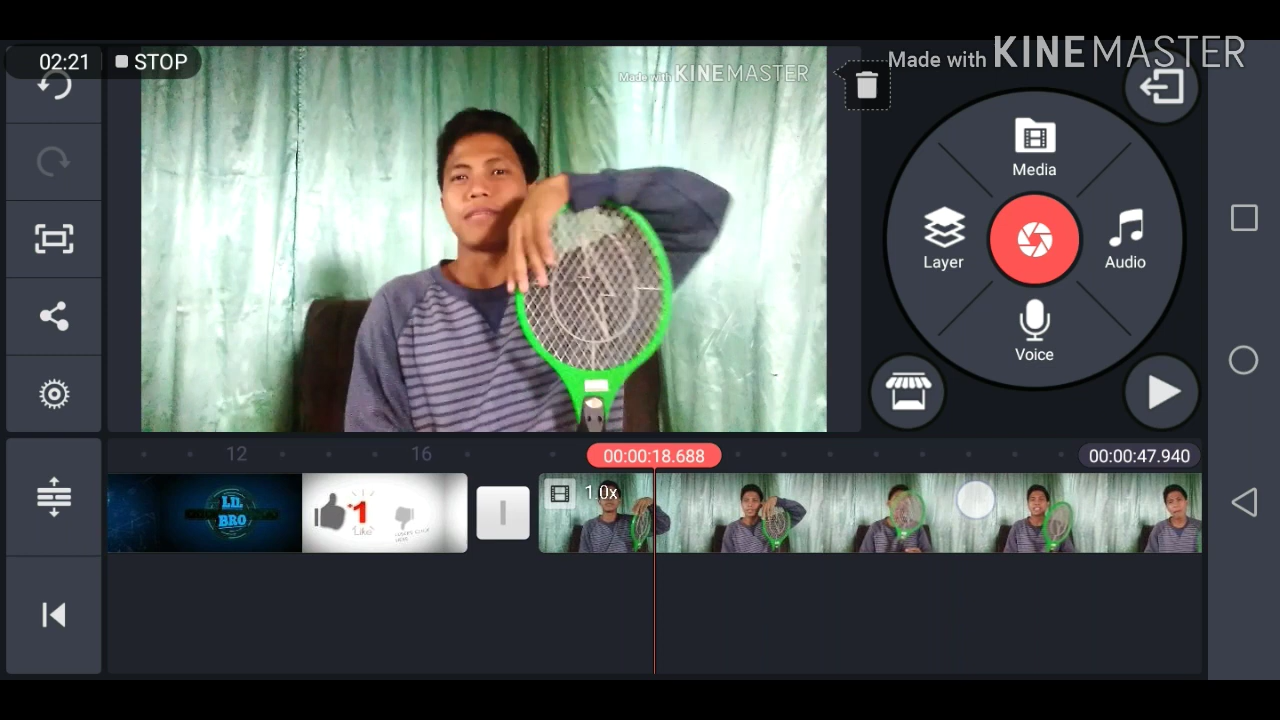 02:21 STOP
Made with KINEMASTER
Made with KINEMASTER
Media
Layer
Audio
Voice
12
16
00:00:18.688
00:00:47.940
I.D.
BRO
1
Like
1.0x